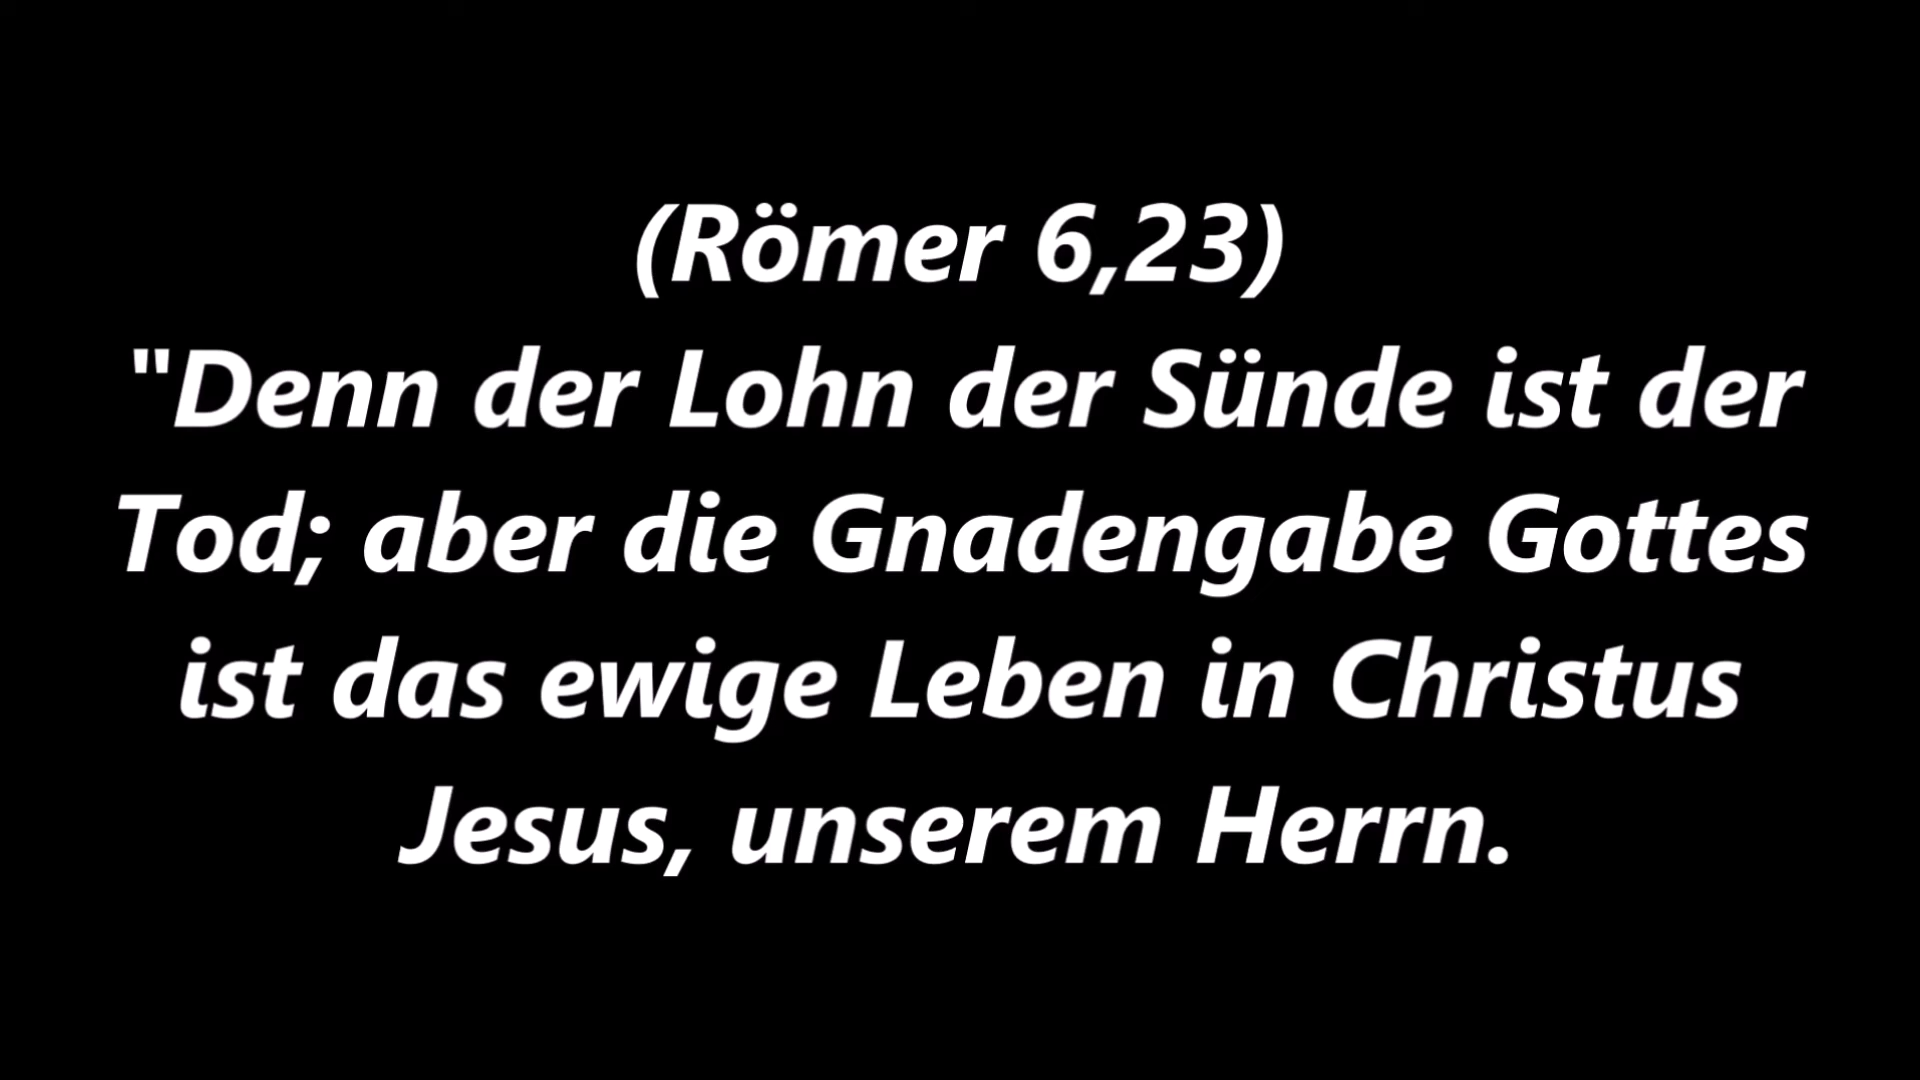 (Römer 6,23)
"Denn der Lohn der Sünde ist der
Tod; aber die Gnadengabe Gottes
ist das ewige Leben in Christus
Jesus, unserem Herrn.